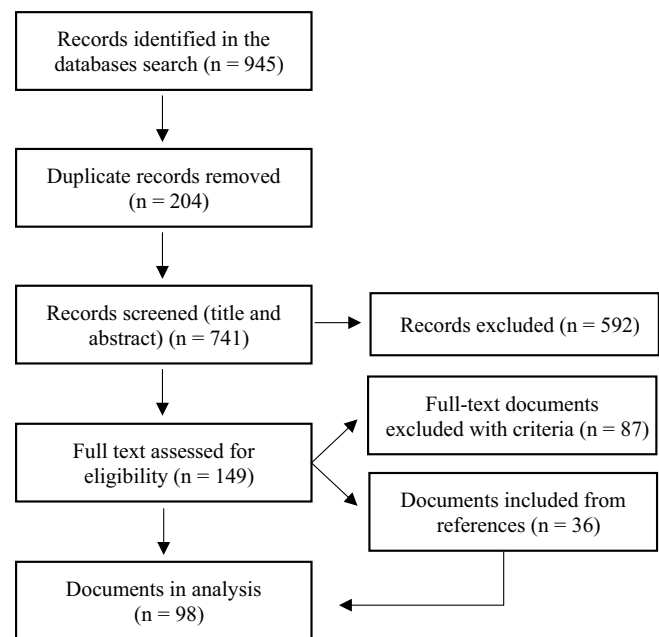 Records identified in the
databases search (n = 945)
Duplicate records removed
(n = 204)
Records screened (title and
abstract) (n = 741)
Records excluded (n = 592)
Full-text documents
excluded with criteria (n = 87)
Full text assessed for
eligibility (n = 149)
Documents included from
references (n = 36)
Documents in analysis
(n = 98)